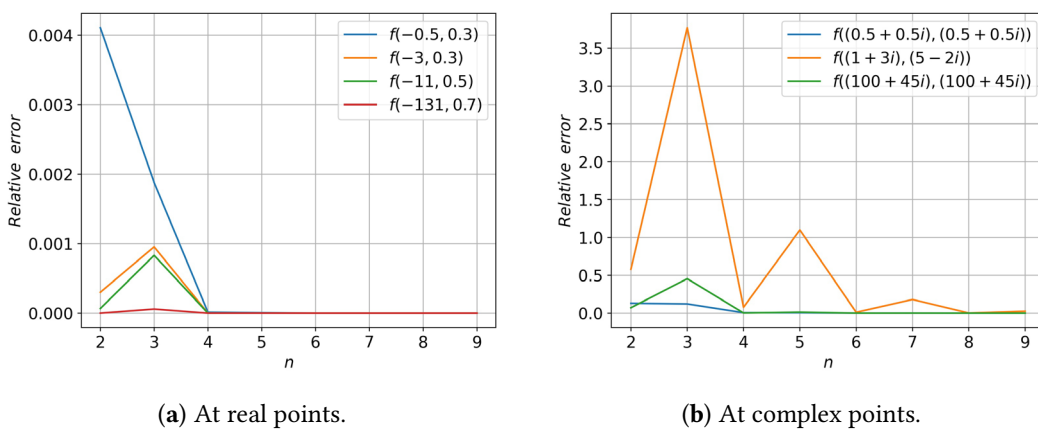 0.004
0.003
0.002
0.001
0.000
Relative error
2 3 4 5 6 7 8 9
n
f(−0.5, 0.3)
f(−3, 0.3)
f(−11, 0.5)
f(−131, 0.7)
(a) At real points.
3.5
3.0
2.5
2.0
1.5
1.0
0.5
0.0
Relative error
2 3 4 5 6 7 8 9
n
f((0.5 + 0.5i), (0.5 + 0.5i))
f((1 + 3i), (5 − 2i))
f((100 + 45i), (100 + 45i))
(b) At complex points.